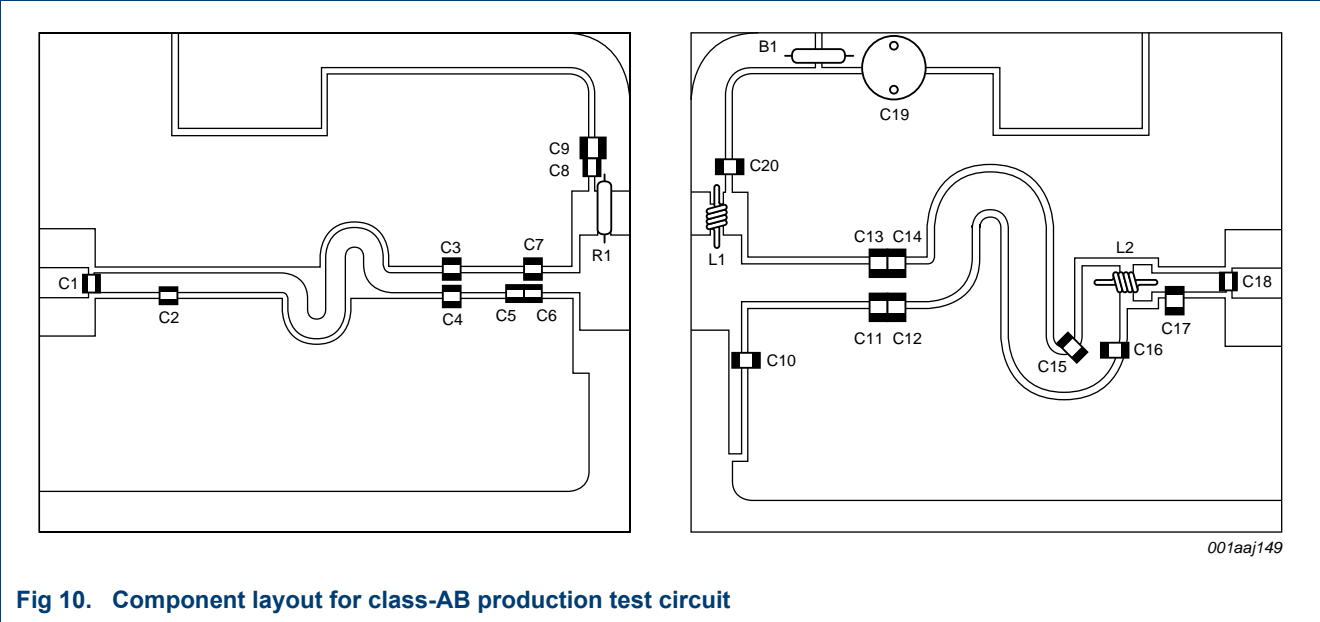 B1
C19
C9
C8
C20
R1
L1
C3
C7
C13 C14
L2
C1
C18
C2
C4
C5
C6
C17
C11 C12
C10
C15
C16
001aaj149
Fig 10. Component layout for class-AB production test circuit